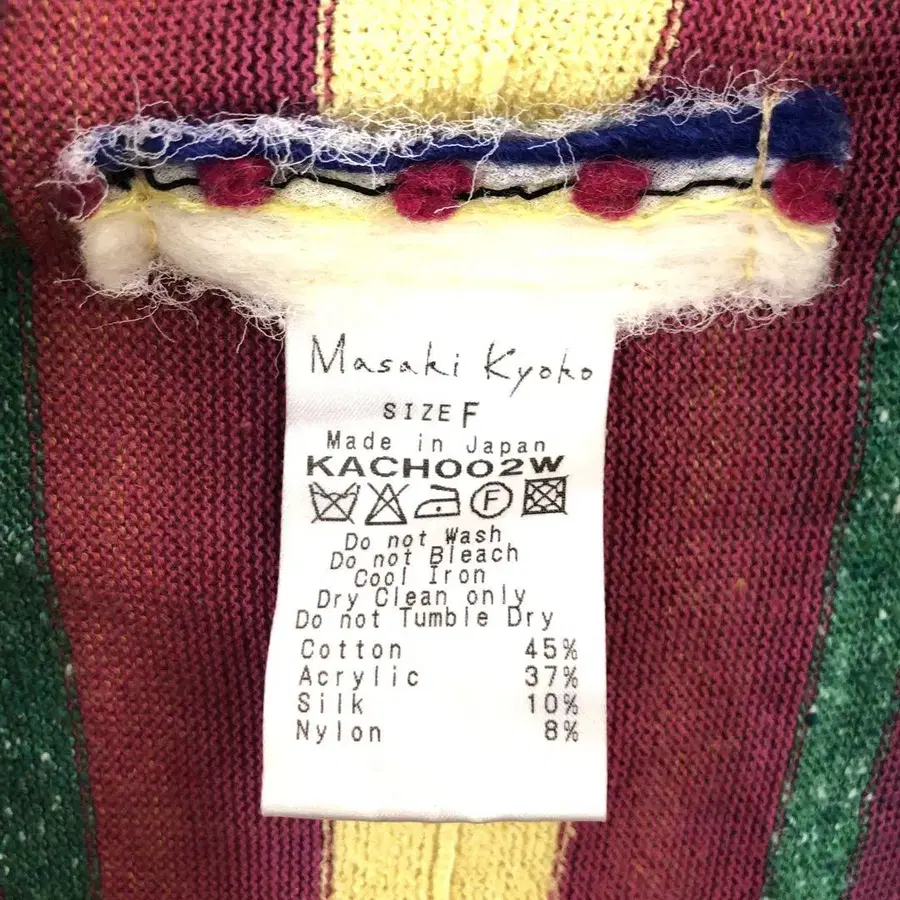 Masaki Kyoko
SIZE F
Made in Japan
KACH002W
F
Do not Wash
Do not Bleach
Cool Iron
Dry Clean only
Do not Tumble Dry
Cotton 45%
Acrylic 37%
Silk 10%
Nylon 8%